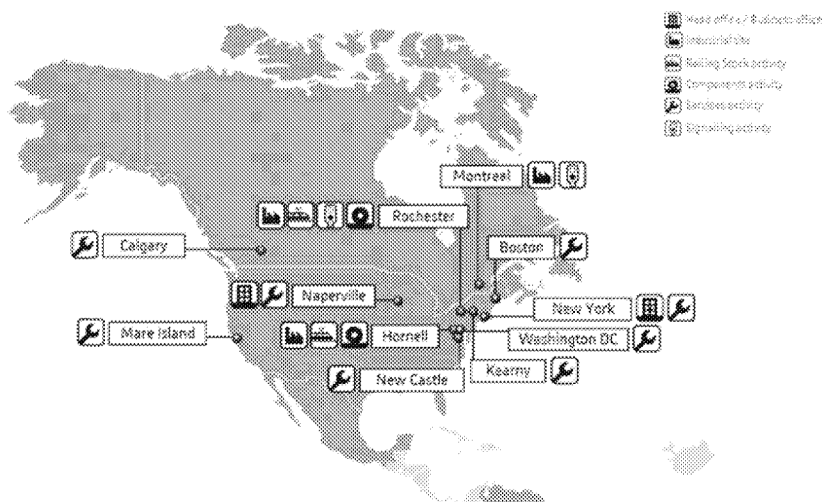 Head office / Business office
Industrial site
Rolling Stock activity
Components activity
Services activity
Signalling activity
Montreal
Rochester
Calgary
Boston
Naperville
New York
Mare Island
Hornell
Washington DC
New Castle
Kearny